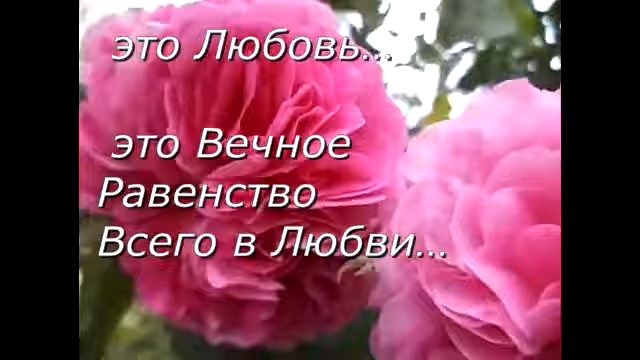 это Любовь...
это Вечное
Равенство
Всего в Любви...